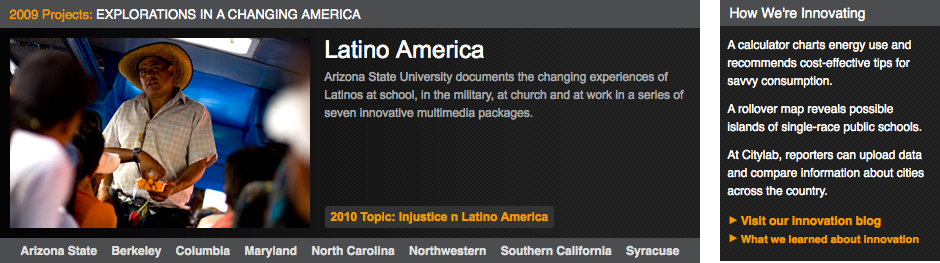 2009 Projects: EXPLORATIONS IN A CHANGING AMERICA
Latino America
Arizona State University documents the changing experiences of
Latinos at school, in the military, at church and at work in a series of
seven innovative multimedia packages.
2010 Topic: Injustice n Latino America
Arizona State Berkeley Columbia Maryland North Carolina Northwestern Southern California Syracuse
How We're Innovating
A calculator charts energy use and
recommends cost-effective tips for
savvy consumption.
A rollover map reveals possible
islands of single-race public schools.
At Citylab, reporters can upload data
and compare information about cities
across the country.
Visit our innovation blog
What we learned about innovation